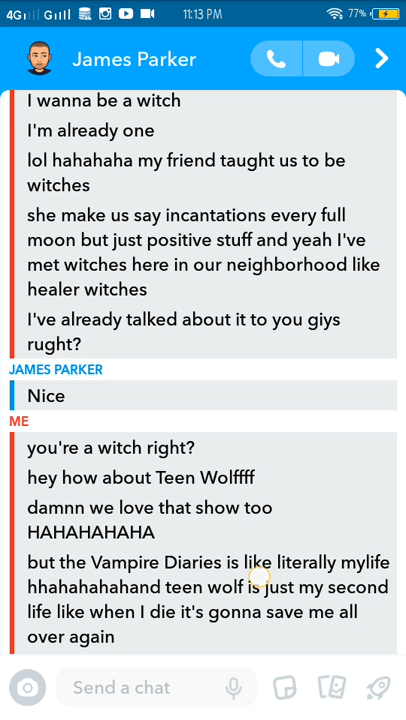 4G G 11:13 PM 77%
James Parker
I wanna be a witch
I'm already one
lol hahahaha my friend taught us to be
witches
she make us say incantations every full
moon but just positive stuff and yeah I've
met witches here in our neighborhood like
healer witches
I've already talked about it to you giys
rught?
JAMES PARKER
Nice
ME
you're a witch right?
hey how about Teen Wolffff
damnn we love that show too
HAHAHAHAHA
but the Vampire Diaries is like literally mylife
hhahahahahand teen wolf is just my second
life like when I die it's gonna save me all
over again
Send a chat